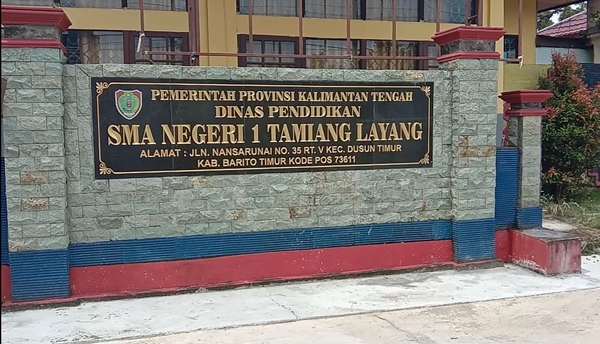 PEMERINTAH PROVINSI KALIMANTAN TENGAH
DINAS PENDIDIKAN
SMA NEGERI 1 TAMIANG LAYANG
ALAMAT : JLN. NANSARUNAI NO. 35 RT. V KEC. DUSUN TIMUR
KAB. BARITO TIMUR KODE POS 73611